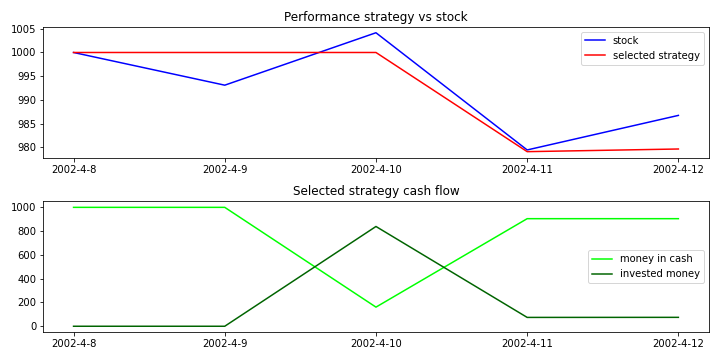 Performance strategy vs stock
1005
1000
995
990
985
980
stock
selected strategy
2002-4-8 2002-4-9 2002-4-10 2002-4-11 2002-4-12
Selected strategy cash flow
1000
800
600
400
200
0
money in cash
invested money
2002-4-8 2002-4-9 2002-4-10 2002-4-11 2002-4-12